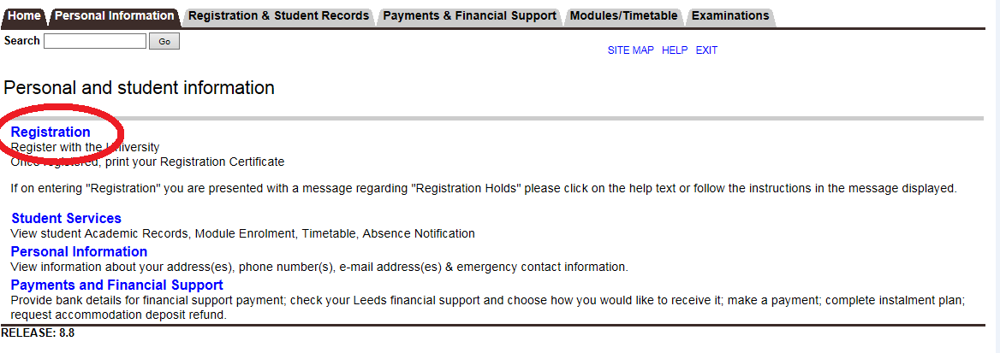 Home Personal Information Registration & Student Records Payments & Financial Support Modules/Timetable Examinations
Search Go
SITE MAP HELP EXIT
Personal and student information
Registration
Register with the University
Once registered, print your Registration Certificate
If on entering "Registration" you are presented with a message regarding "Registration Holds" please click on the help text or follow the instructions in the message displayed.
Student Services
View student Academic Records, Module Enrolment, Timetable, Absence Notification
Personal Information
View information about your address(es), phone number(s), e-mail address(es) & emergency contact information.
Payments and Financial Support
Provide bank details for financial support payment; check your Leeds financial support and choose how you would like to receive it; make a payment; complete instalment plan;
request accommodation deposit refund.
RELEASE: 8.8